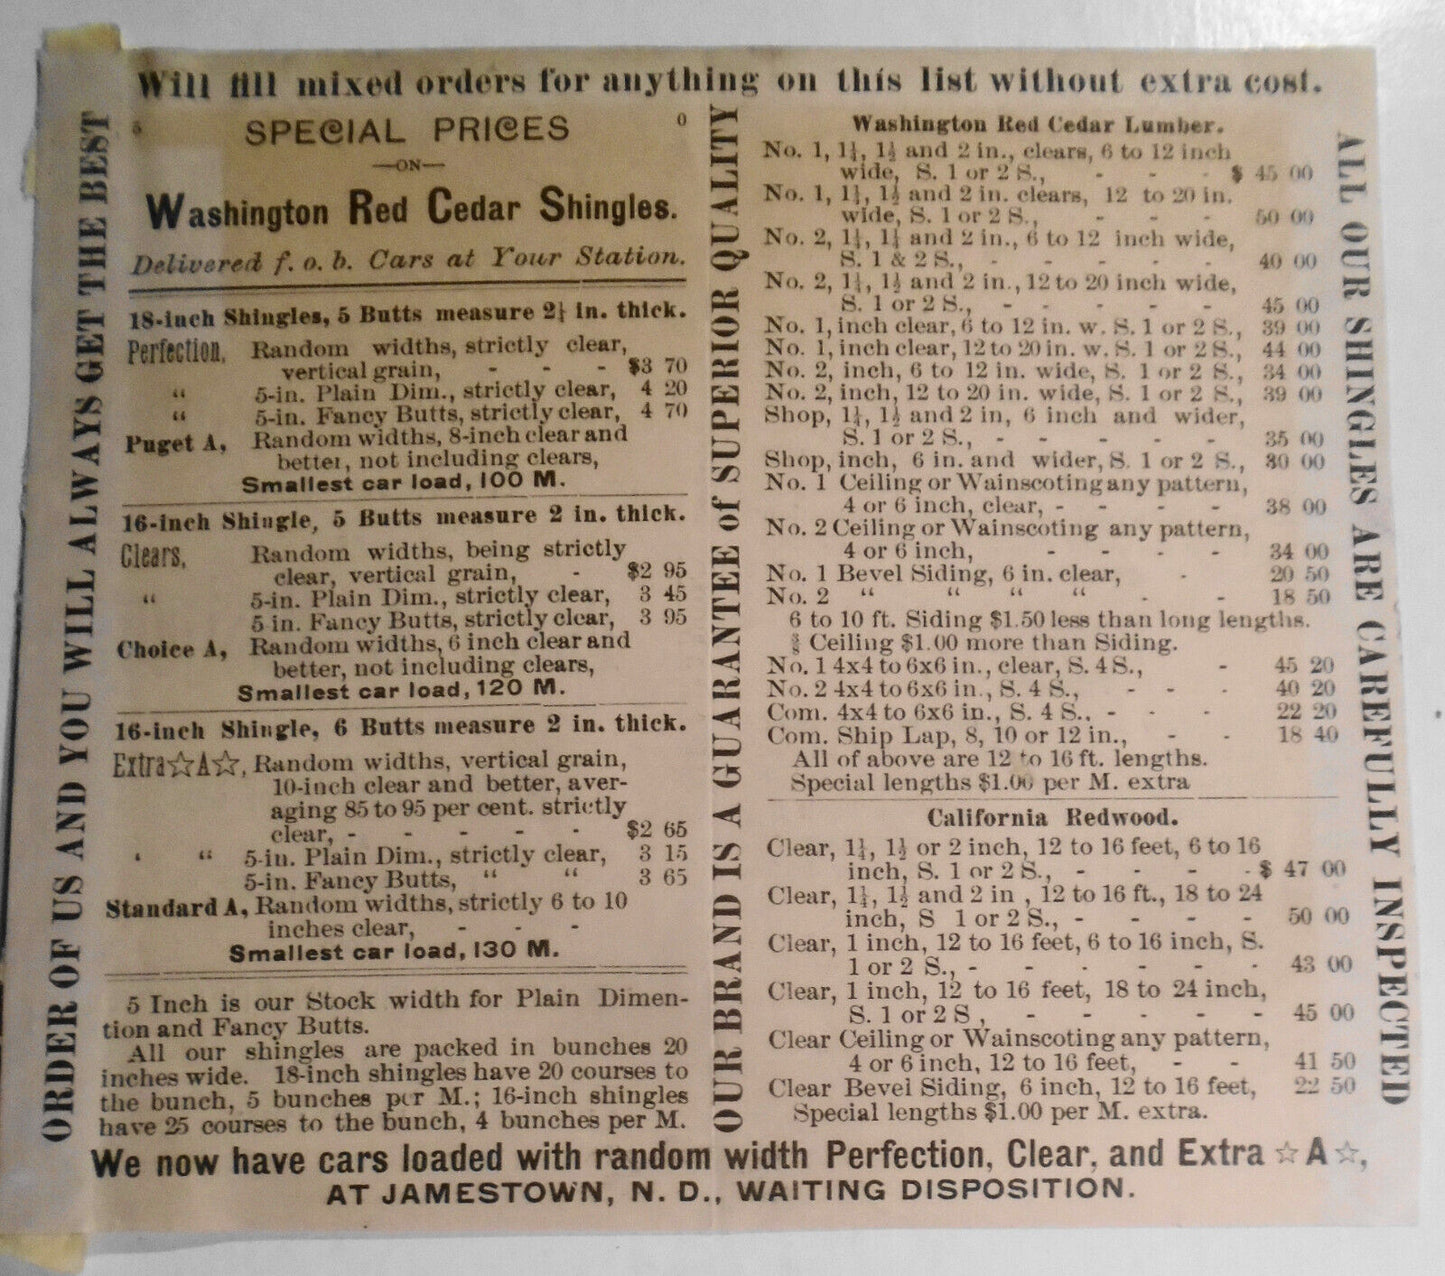 Will fill mixed orders for anything on this list without extra cost.
ORDER OF US AND YOU WILL ALWAYS GET THE BEST
SPECIAL PRICES
—ON—
Washington Red Cedar Shingles.
Delivered f. o. b. Cars at Your Station.
18-inch Shingles, 5 Butts measure 2¼ in. thick.
Perfection, Random widths, strictly clear,
vertical grain, - - - $3 70
“ 5-in. Plain Dim., strictly clear, 4 20
“ 5-in. Fancy Butts, strictly clear, 4 70
Puget A, Random widths, 8-inch clear and
better, not including clears,
Smallest car load, 100 M.
16-inch Shingle, 5 Butts measure 2 in. thick.
Clears, Random widths, being strictly
clear, vertical grain, - $2 95
“ 5-in. Plain Dim., strictly clear, 3 45
5 in. Fancy Butts, strictly clear, 3 95
Choice A, Random widths, 6 inch clear and
better, not including clears,
Smallest car load, 120 M.
16-inch Shingle, 6 Butts measure 2 in. thick.
Extra☆A☆, Random widths, vertical grain,
10-inch clear and better, aver-
aging 85 to 95 per cent. strictly
clear, - - - - - $2 65
“ 5-in. Plain Dim., strictly clear, 3 15
5-in. Fancy Butts, “ “ 3 65
Standard A, Random widths, strictly 6 to 10
inches clear, - - -
Smallest car load, 130 M.
5 Inch is our Stock width for Plain Dimen-
tion and Fancy Butts.
All our shingles are packed in bunches 20
inches wide. 18-inch shingles have 20 courses to
the bunch, 5 bunches per M.; 16-inch shingles
have 25 courses to the bunch, 4 bunches per M.
OUR BRAND IS A GUARANTEE of SUPERIOR QUALITY
Washington Red Cedar Lumber.
No. 1, 1¼, 1½ and 2 in., clears, 6 to 12 inch
wide, S. 1 or 2 S., - - - $ 45 00
No. 1, 1¼, 1½ and 2 in. clears, 12 to 20 in.
wide, S. 1 or 2 S., - - - 50 00
No. 2, 1¼, 1½ and 2 in., 6 to 12 inch wide,
S. 1 & 2 S., - - - - - 40 00
No. 2, 1¼, 1½ and 2 in., 12 to 20 inch wide,
S. 1 or 2 S., - - - - - 45 00
No. 1, inch clear, 6 to 12 in. w. S. 1 or 2 S., 39 00
No. 1, inch clear, 12 to 20 in. w. S. 1 or 2 S., 44 00
No. 2, inch, 6 to 12 in. wide, S. 1 or 2 S., 34 00
No. 2, inch, 12 to 20 in. wide, S. 1 or 2 S., 39 00
Shop, 1¼, 1½ and 2 in, 6 inch and wider,
S. 1 or 2 S., - - - - - 35 00
Shop, inch, 6 in. and wider, S. 1 or 2 S., 30 00
No. 1 Ceiling or Wainscoting any pattern,
4 or 6 inch, clear, - - - - 38 00
No. 2 Ceiling or Wainscoting any pattern,
4 or 6 inch, - - - - 34 00
No. 1 Bevel Siding, 6 in. clear, - 20 50
No. 2 “ “ “ “ - - 18 50
6 to 10 ft. Siding $1.50 less than long lengths.
Ceiling $1.00 more than Siding.
No. 1 4x4 to 6x6 in., clear, S. 4 S., - 45 20
No. 2 4x4 to 6x6 in., S. 4 S., - - - 40 20
Com. 4x4 to 6x6 in., S. 4 S.. - - - 22 20
Com. Ship Lap, 8, 10 or 12 in., - - 18 40
All of above are 12 to 16 ft. lengths.
Special lengths $1.00 per M. extra
California Redwood.
Clear, 1¼, 1½ or 2 inch, 12 to 16 feet, 6 to 16
inch, S. 1 or 2 S., - - - - $ 47 00
Clear, 1¼, 1½ and 2 in , 12 to 16 ft., 18 to 24
inch, S 1 or 2 S., - - - - 50 00
Clear, 1 inch, 12 to 16 feet, 6 to 16 inch, S.
1 or 2 S., - - - - - - 43 00
Clear, 1 inch, 12 to 16 feet, 18 to 24 inch,
S. 1 or 2 S , - - - - - 45 00
Clear Ceiling or Wainscoting any pattern,
4 or 6 inch, 12 to 16 feet, - - 41 50
Clear Bevel Siding, 6 inch, 12 to 16 feet, 22 50
Special lengths $1.00 per M. extra.
ALL OUR SHINGLES ARE CAREFULLY INSPECTED
We now have cars loaded with random width Perfection, Clear, and Extra ☆A☆,
AT JAMESTOWN, N. D., WAITING DISPOSITION.